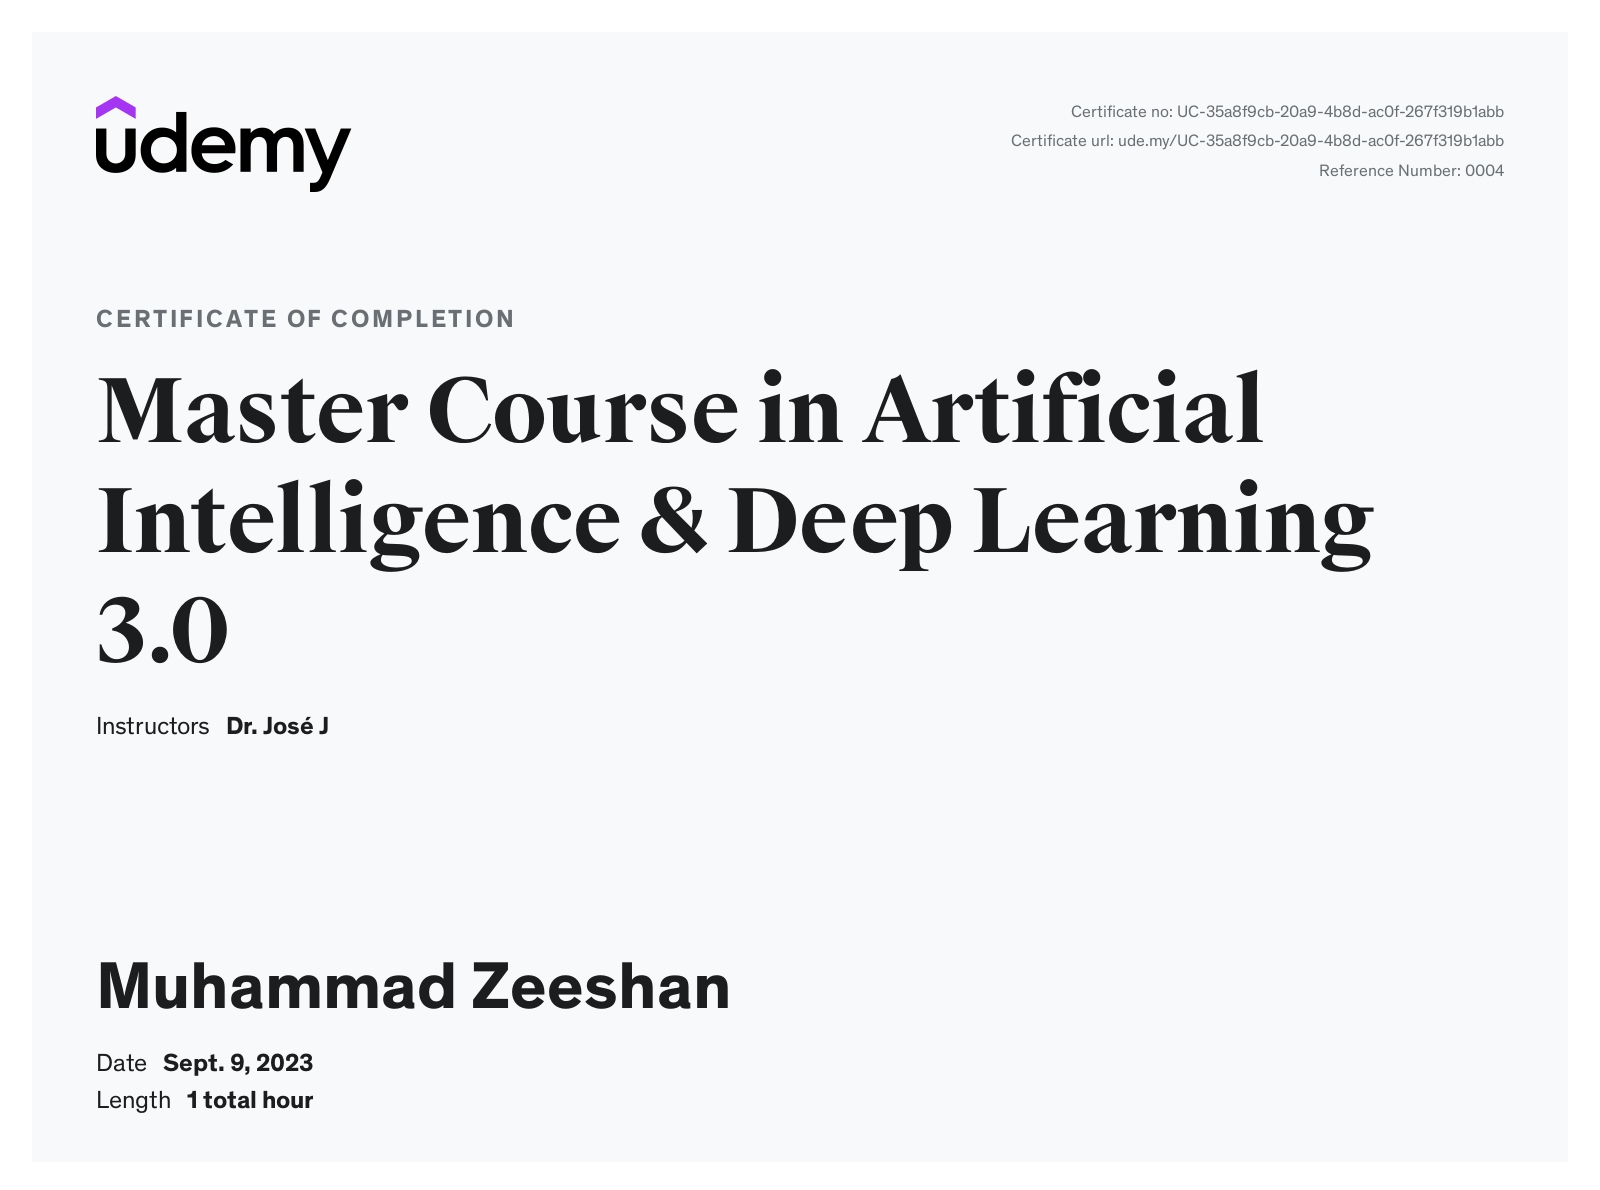 udemy
Certificate no: UC-35a8f9cb-20a9-4b8d-ac0f-267f319b1abb
Certificate url: ude.my/UC-35a8f9cb-20a9-4b8d-ac0f-267f319b1abb
Reference Number: 0004
CERTIFICATE OF COMPLETION
Master Course in Artificial
Intelligence & Deep Learning
3.0
Instructors Dr. José J
Muhammad Zeeshan
Date Sept. 9, 2023
Length 1 total hour